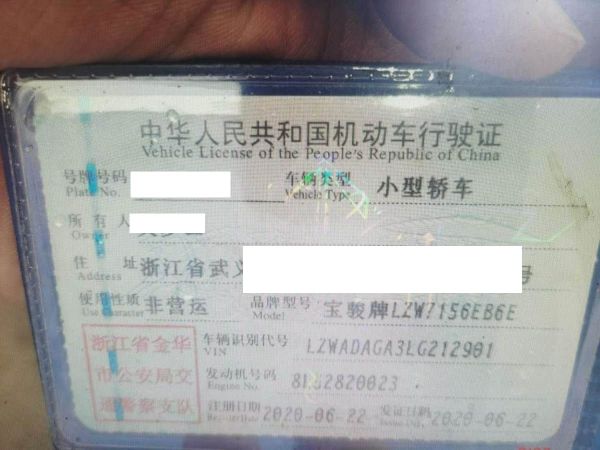 中华人民共和国机动车行驶证
Vehicle License of the People's Republic of China
号牌号码 车辆类型 小型轿车
Plate No. Vehicle Type
所有人
Owner
住址 浙江省武义 号
Address
使用性质 非营运 品牌型号 宝骏牌LZW7156EB6E
Use Character Model
浙江省金华 车辆识别代号 LZWADAGA3LG212901
VIN
市公安局交 发动机号码 8LB2820023
Engine No.
通警察支队 注册日期 2020-06-22 发证日期 2020-06-22
Register Date Issue Date